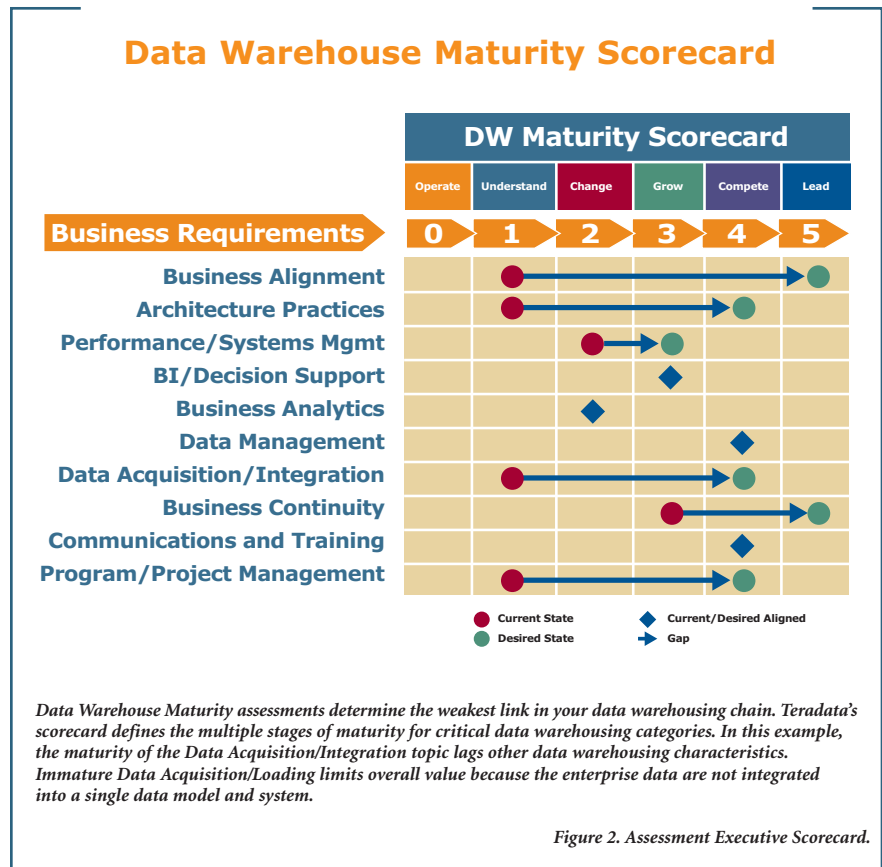 Data Warehouse Maturity Scorecard
DW Maturity Scorecard
Operate Understand Change Grow Compete Lead
Business Requirements 0 1 2 3 4 5
Business Alignment
Architecture Practices
Performance/Systems Mgmt
BI/Decision Support
Business Analytics
Data Management
Data Acquisition/Integration
Business Continuity
Communications and Training
Program/Project Management
Current State Current/Desired Aligned
Desired State Gap
Data Warehouse Maturity assessments determine the weakest link in your data warehousing chain. Teradata's
scorecard defines the multiple stages of maturity for critical data warehousing categories. In this example,
the maturity of the Data Acquisition/Integration topic lags other data warehousing characteristics.
Immature Data Acquisition/Loading limits overall value because the enterprise data are not integrated
into a single data model and system.
Figure 2. Assessment Executive Scorecard.